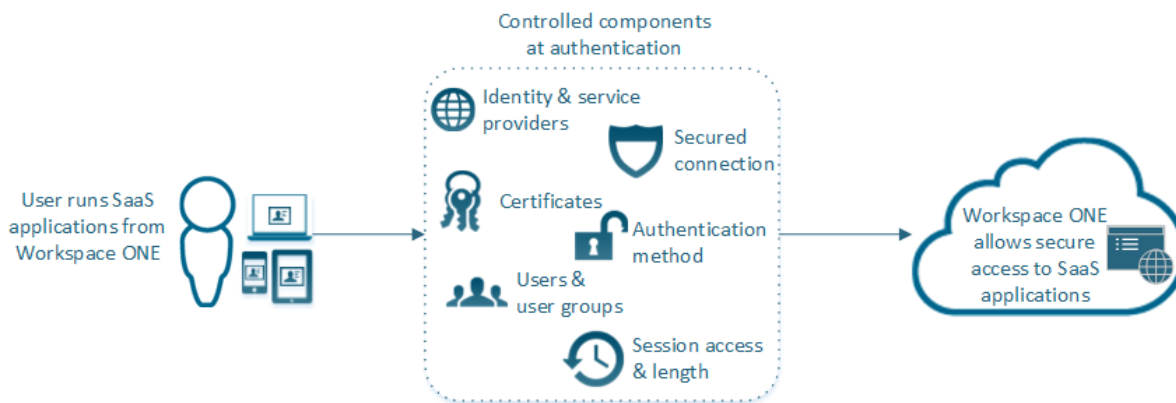 Controlled components
at authentication
Identity & service
providers
Secured
connection
User runs SaaS
applications from
Workspace ONE
Certificates
Authentication
method
Users &
user groups
Session access
& length
Workspace ONE
allows secure
access to SaaS
applications